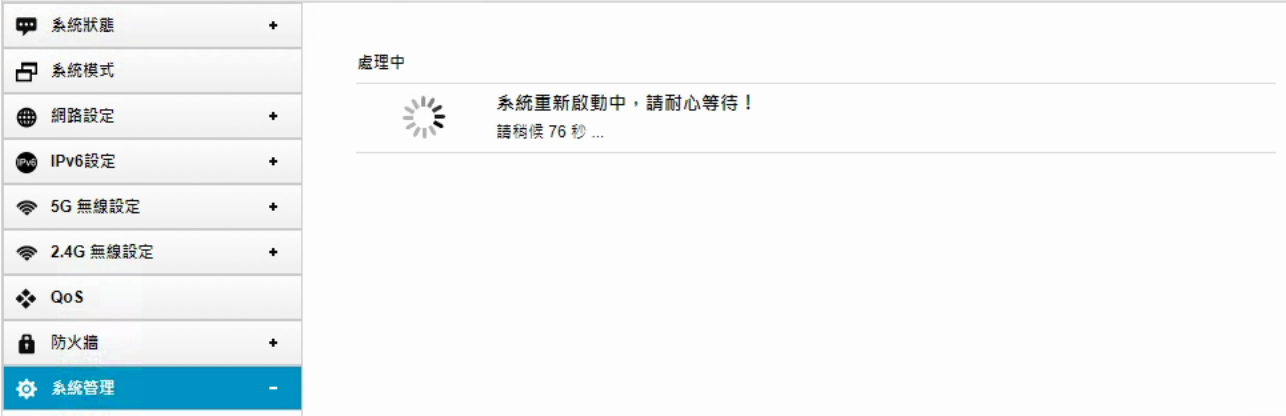 系統狀態
系統模式
網路設定
IPv6設定
5G 無線設定
2.4G 無線設定
QoS
防火牆
系統管理
處理中
系統重新啟動中，請耐心等待！
請稍候 76 秒 ...